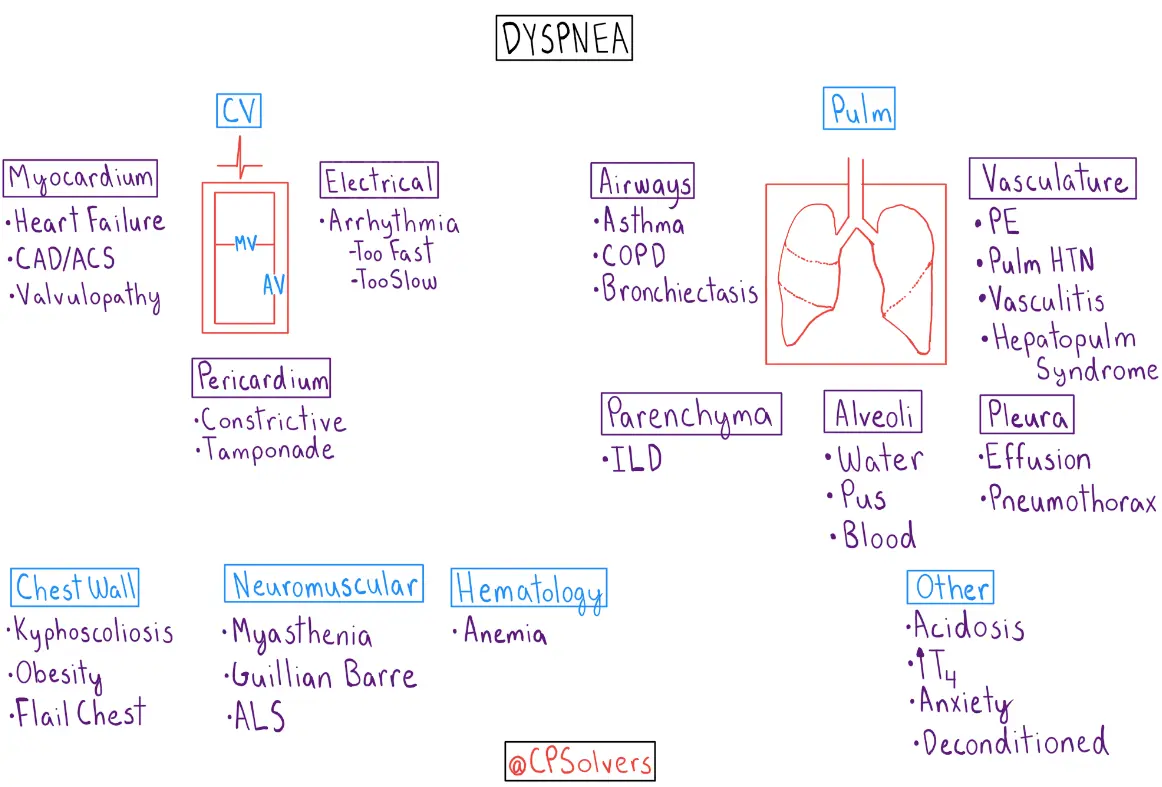 DYSPNEA
CV
Myocardium
•Heart Failure
•CAD/ACS
•Valvulopathy
MV
AV
Electrical
•Arrhythmia
-Too Fast
-Too Slow
Pericardium
•Constrictive
•Tamponade
Pulm
Airways
•Asthma
•COPD
•Bronchiectasis
Vasculature
•PE
•Pulm HTN
•Vasculitis
•Hepatopulm
Syndrome
Parenchyma
•ILD
Alveoli
•Water
•Pus
•Blood
Pleura
•Effusion
•Pneumothorax
Chest Wall
•Kyphoscoliosis
•Obesity
•Flail Chest
Neuromuscular
•Myasthenia
•Guillian Barre
•ALS
Hematology
•Anemia
Other
•Acidosis
•↑T4
•Anxiety
•Deconditioned
@CPSolvers